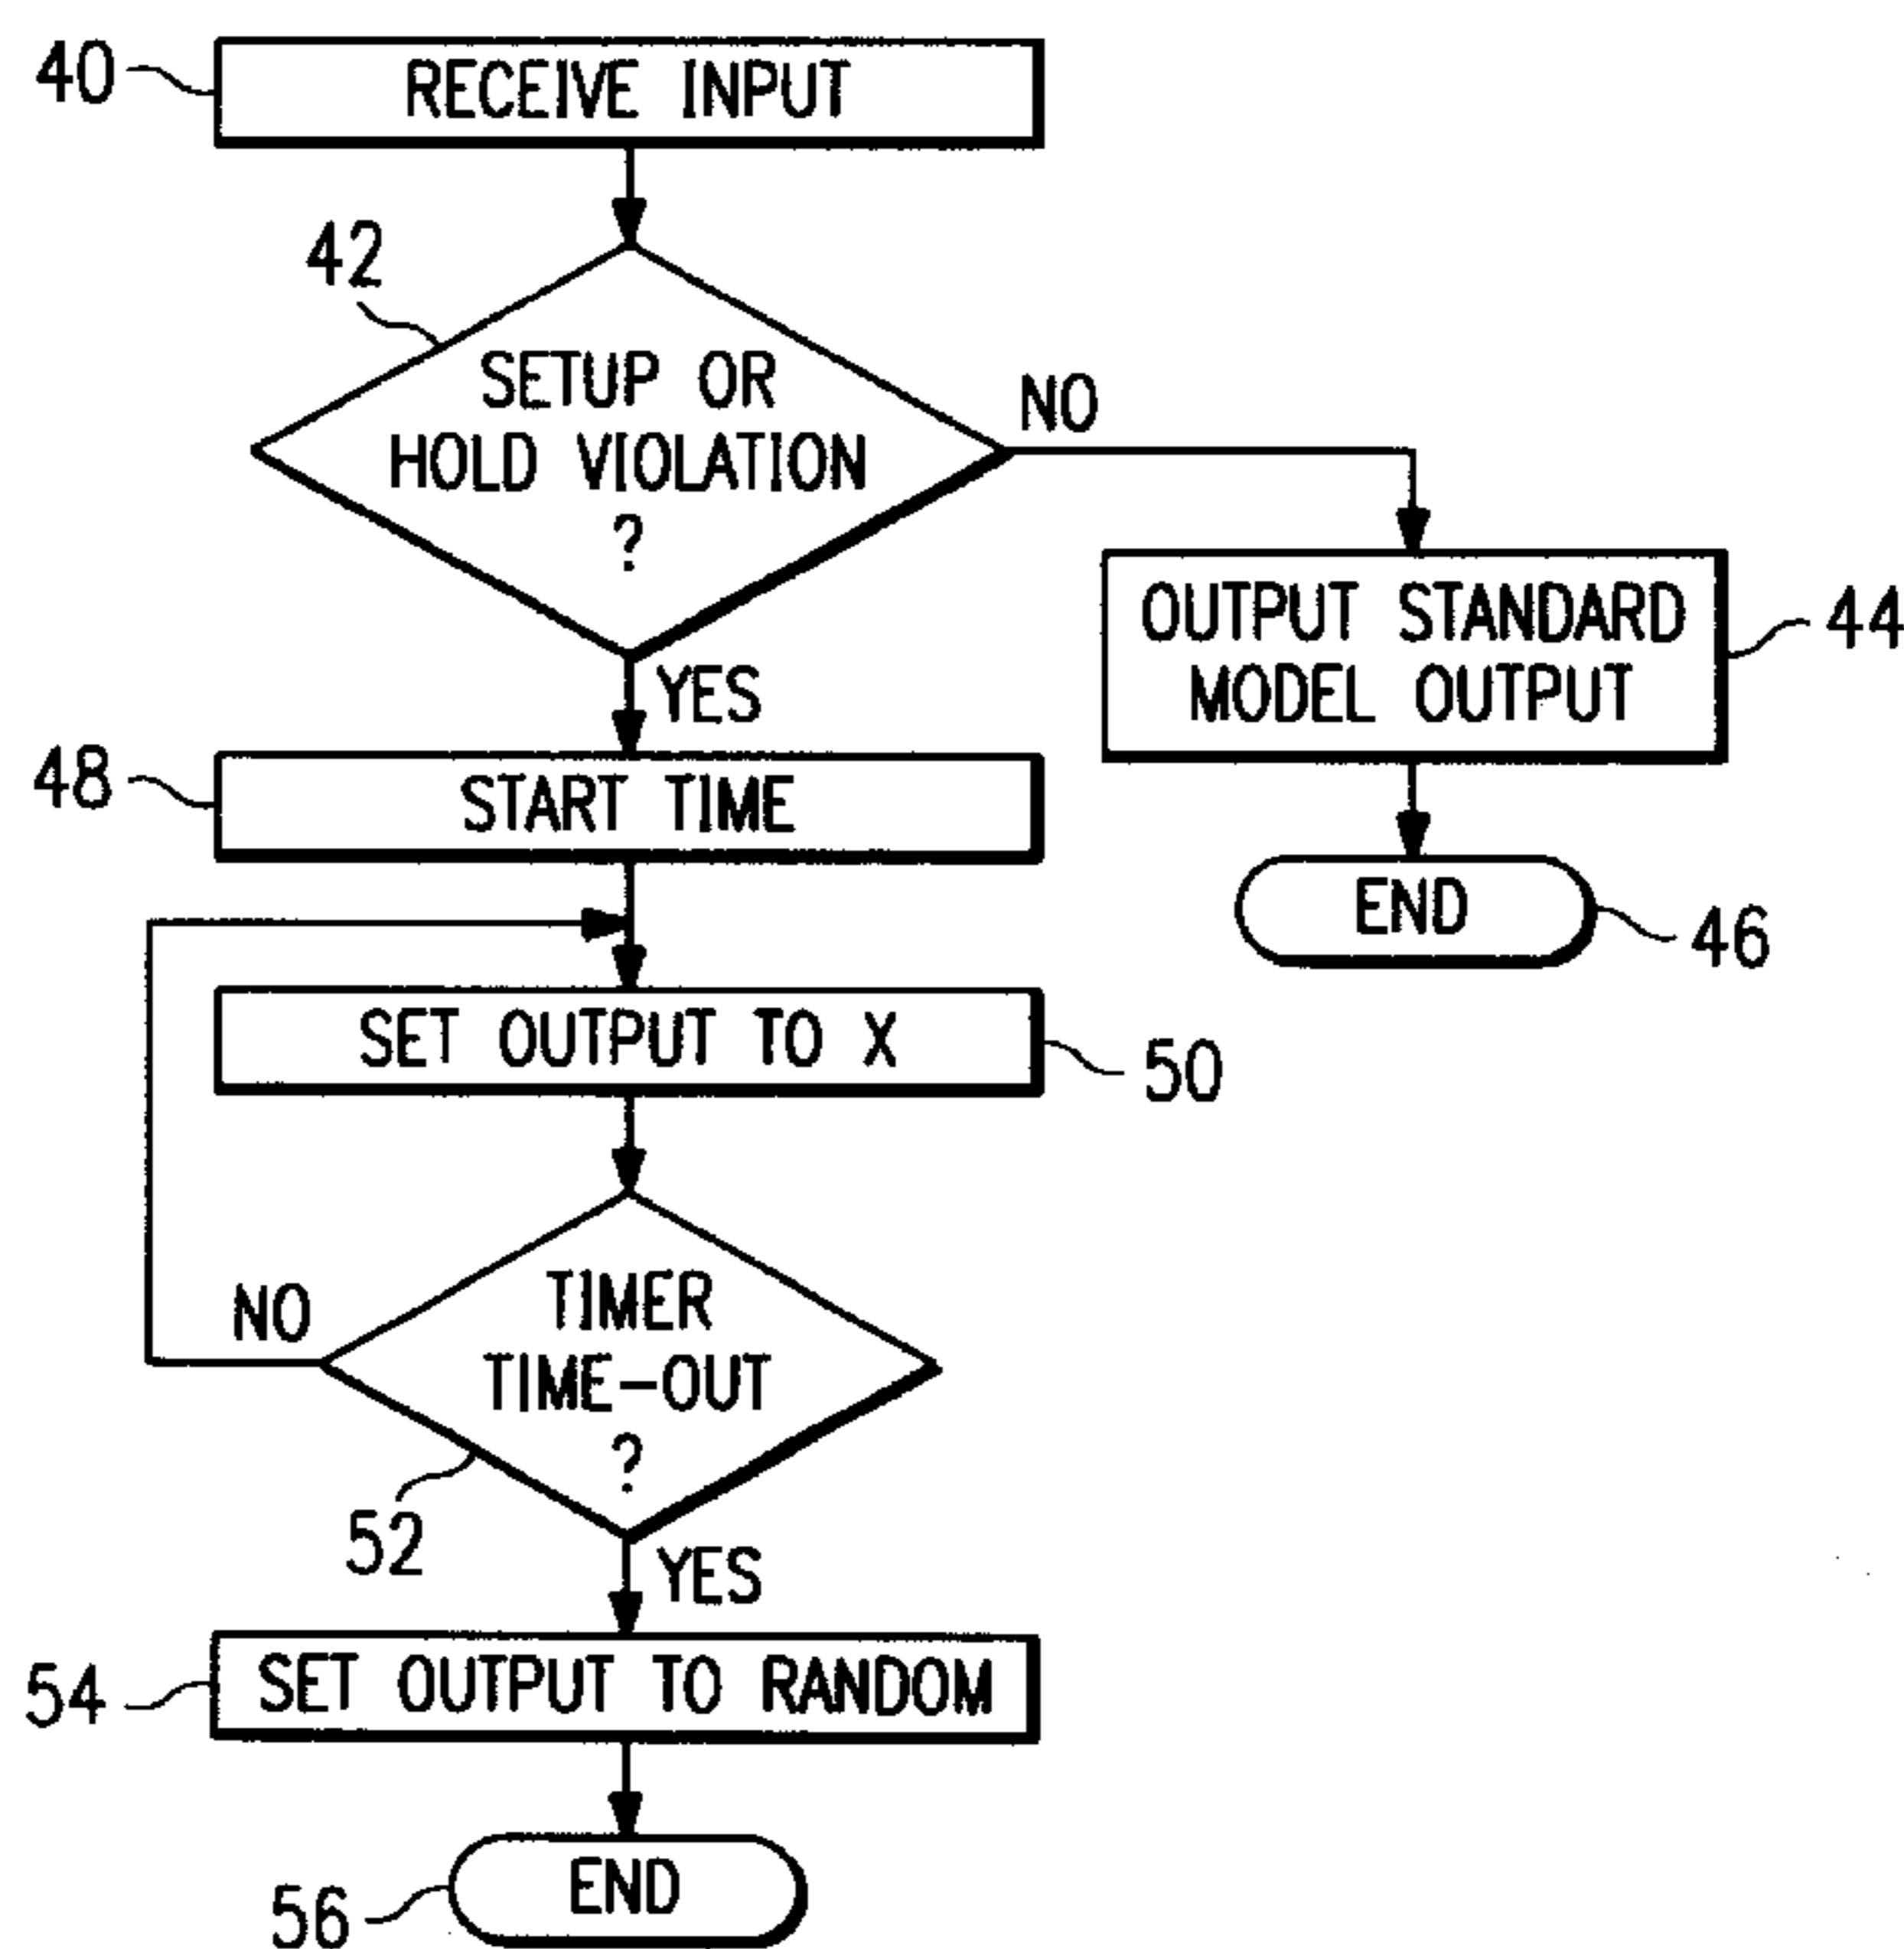 40
RECEIVE INPUT
42
SETUP OR
HOLD VIOLATION
?
NO
YES
OUTPUT STANDARD
MODEL OUTPUT
44
48
START TIME
END
46
SET OUTPUT TO X
50
NO
TIMER
TIME-OUT
?
52
YES
54
SET OUTPUT TO RANDOM
56
END